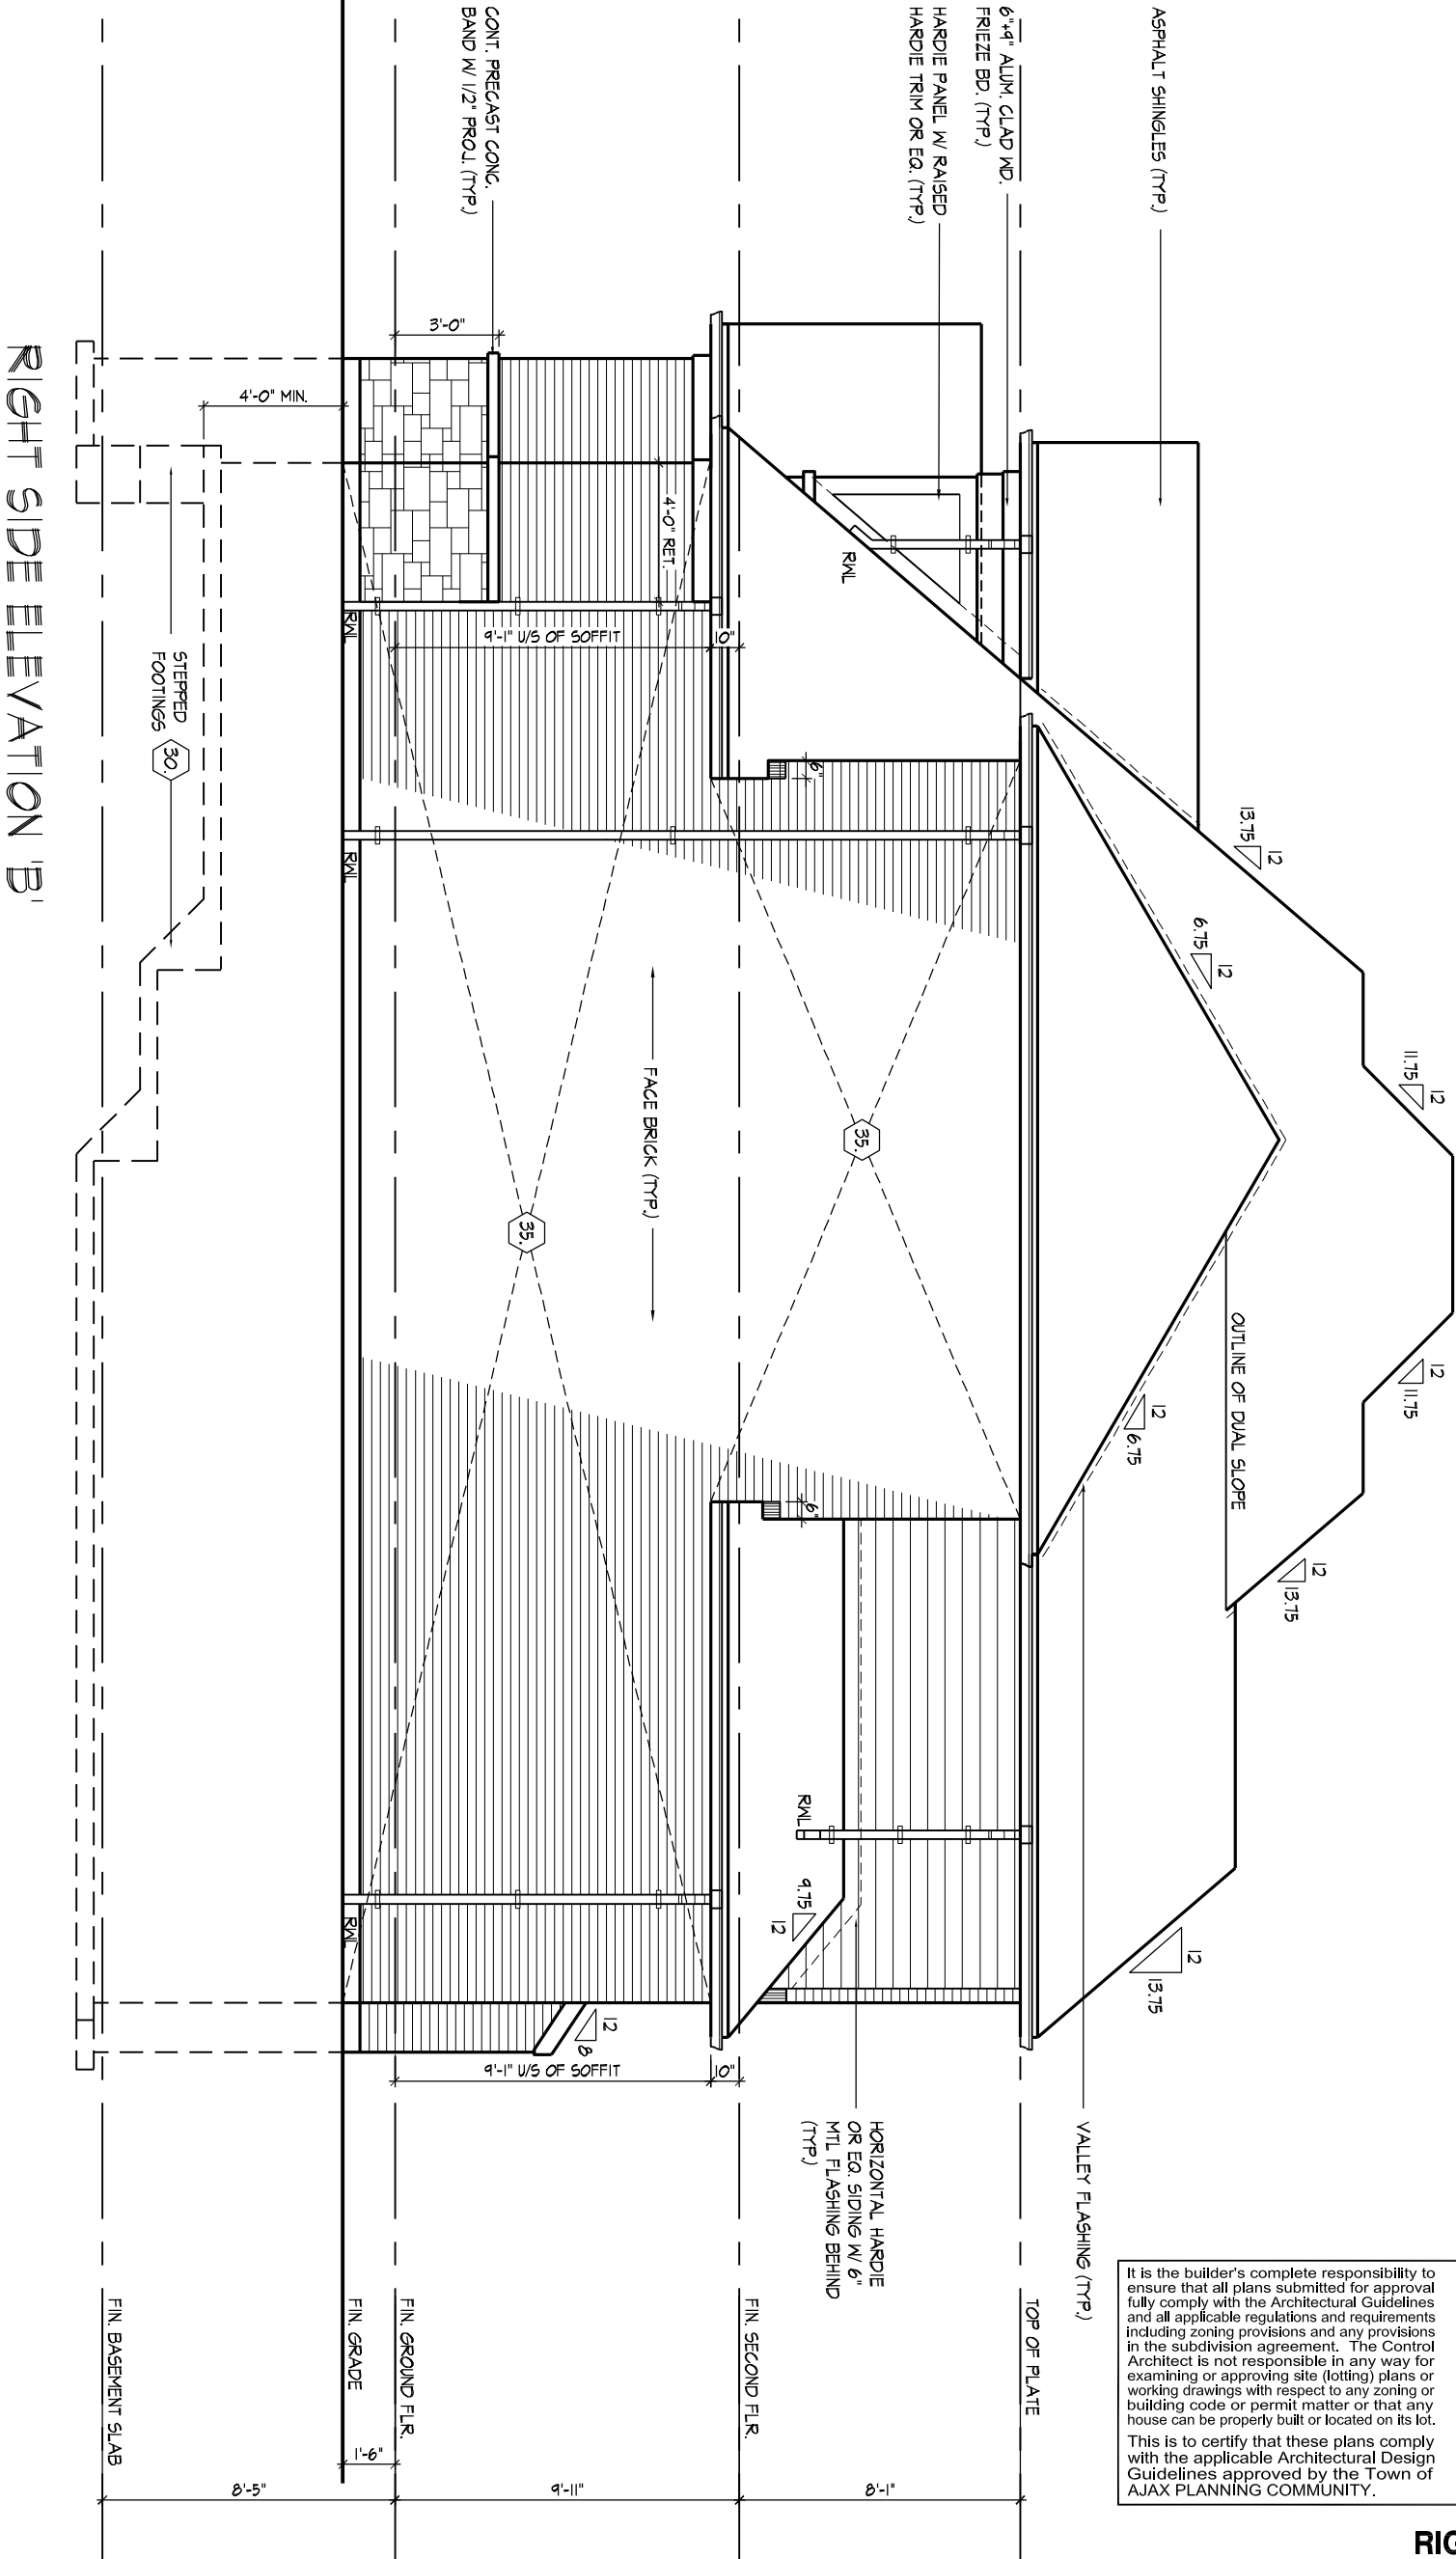 ASPHALT SHINGLES (TYP.)
6"+9" ALUM. CLAD WD.
FRIEZE BD. (TYP.)
HARDIE PANEL W/ RAISED
HARDIE TRIM OR EQ. (TYP.)
CONT. PRECAST CONC.
BAND W/ 1/2" PROJ. (TYP.)
12
13.75
12
6.75
12
11.75
12
11.75
12
6.75
12
13.75
12
13.75
OUTLINE OF DUAL SLOPE
RWL
3'-0"
4'-0" RET.
4'-0" MIN.
9'-1" U/S OF SOFFIT
10"
6"
6"
35.
35.
FACE BRICK (TYP.)
RWL
RWL
RWL
RWL
9.75
12
12
8
9'-1" U/S OF SOFFIT
10"
STEPPED
FOOTINGS
30.
VALLEY FLASHING (TYP.)
HORIZONTAL HARDIE
OR EQ. SIDING W/ 6"
MTL FLASHING BEHIND
(TYP.)
TOP OF PLATE
FIN. SECOND FLR.
FIN. GROUND FLR.
FIN. GRADE
FIN. BASEMENT SLAB
8'-1"
9'-11"
1'-6"
8'-5"
RIGHT SIDE ELEVATION 'B'
It is the builder's complete responsibility to
ensure that all plans submitted for approval
fully comply with the Architectural Guidelines
and all applicable regulations and requirements
including zoning provisions and any provisions
in the subdivision agreement. The Control
Architect is not responsible in any way for
examining or approving site (lotting) plans or
working drawings with respect to any zoning or
building code or permit matter or that any
house can be properly built or located on its lot.
This is to certify that these plans comply
with the applicable Architectural Design
Guidelines approved by the Town of
AJAX PLANNING COMMUNITY.
RIG